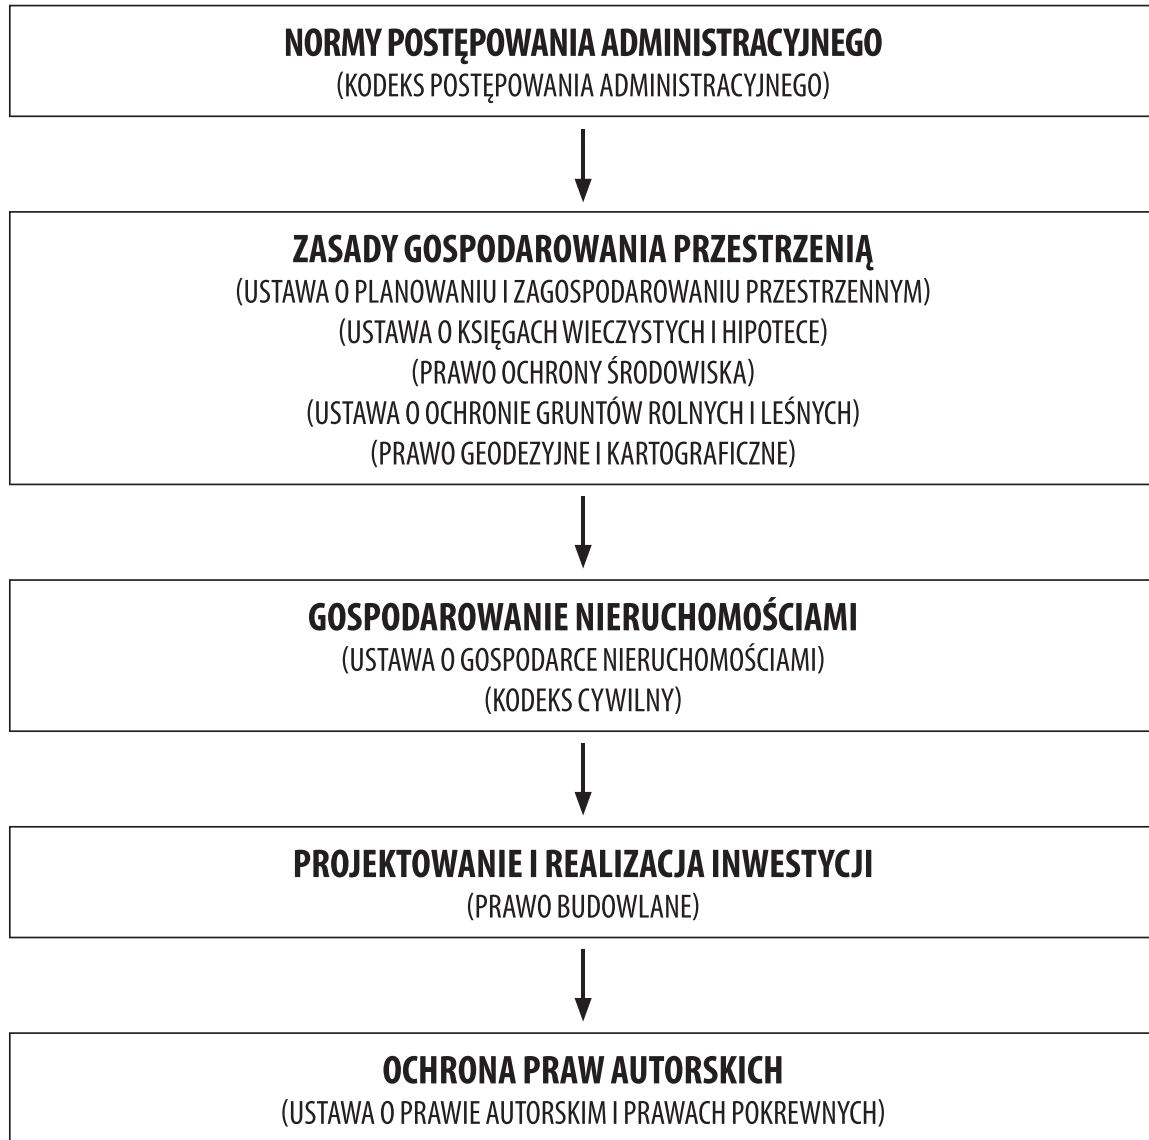 NORMY POSTĘPOWANIA ADMINISTRACYJNEGO
(KODEKS POSTĘPOWANIA ADMINISTRACYJNEGO)
ZASADY GOSPODAROWANIA PRZESTRZENIĄ
(USTAWA O PLANOWANIU I ZAGOSPODAROWANIU PRZESTRZENNYM)
(USTAWA O KSIĘGACH WIECZYSTYCH I HIPOTECE)
(PRAWO OCHRONY ŚRODOWISKA)
(USTAWA O OCHRONIE GRUNTÓW ROLNYCH I LEŚNYCH)
(PRAWO GEODEZYJNE I KARTOGRAFICZNE)
GOSPODAROWANIE NIERUCHOMOŚCIAMI
(USTAWA O GOSPODARCE NIERUCHOMOŚCIAMI)
(KODEKS CYWILNY)
PROJEKTOWANIE I REALIZACJA INWESTYCJI
(PRAWO BUDOWLANE)
OCHRONA PRAW AUTORSKICH
(USTAWA O PRAWIE AUTORSKIM I PRAWACH POKREWNYCH)